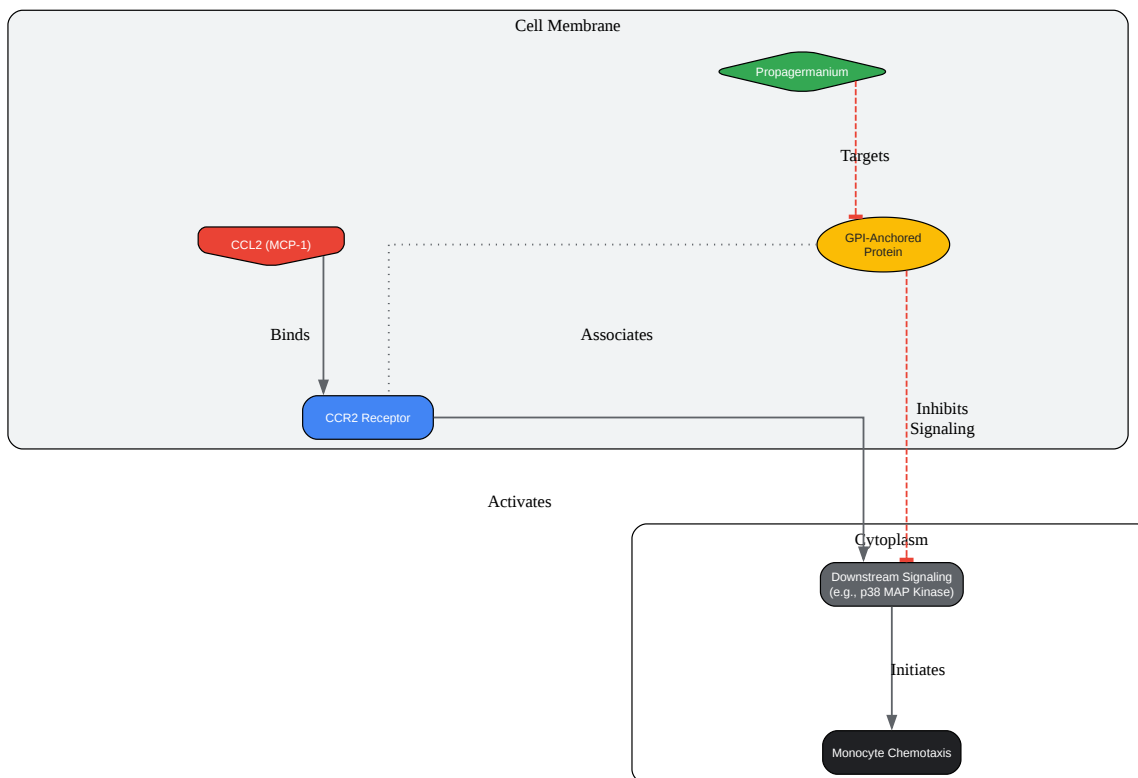 Cell Membrane
Propagermanium
Targets
CCL2 (MCP-1)
GPI-Anchored
Protein
Binds
Associates
CCR2 Receptor
Inhibits
Signaling
Activates
Cytoplasm
Downstream Signaling
(e.g., p38 MAP Kinase)
Initiates
Monocyte Chemotaxis